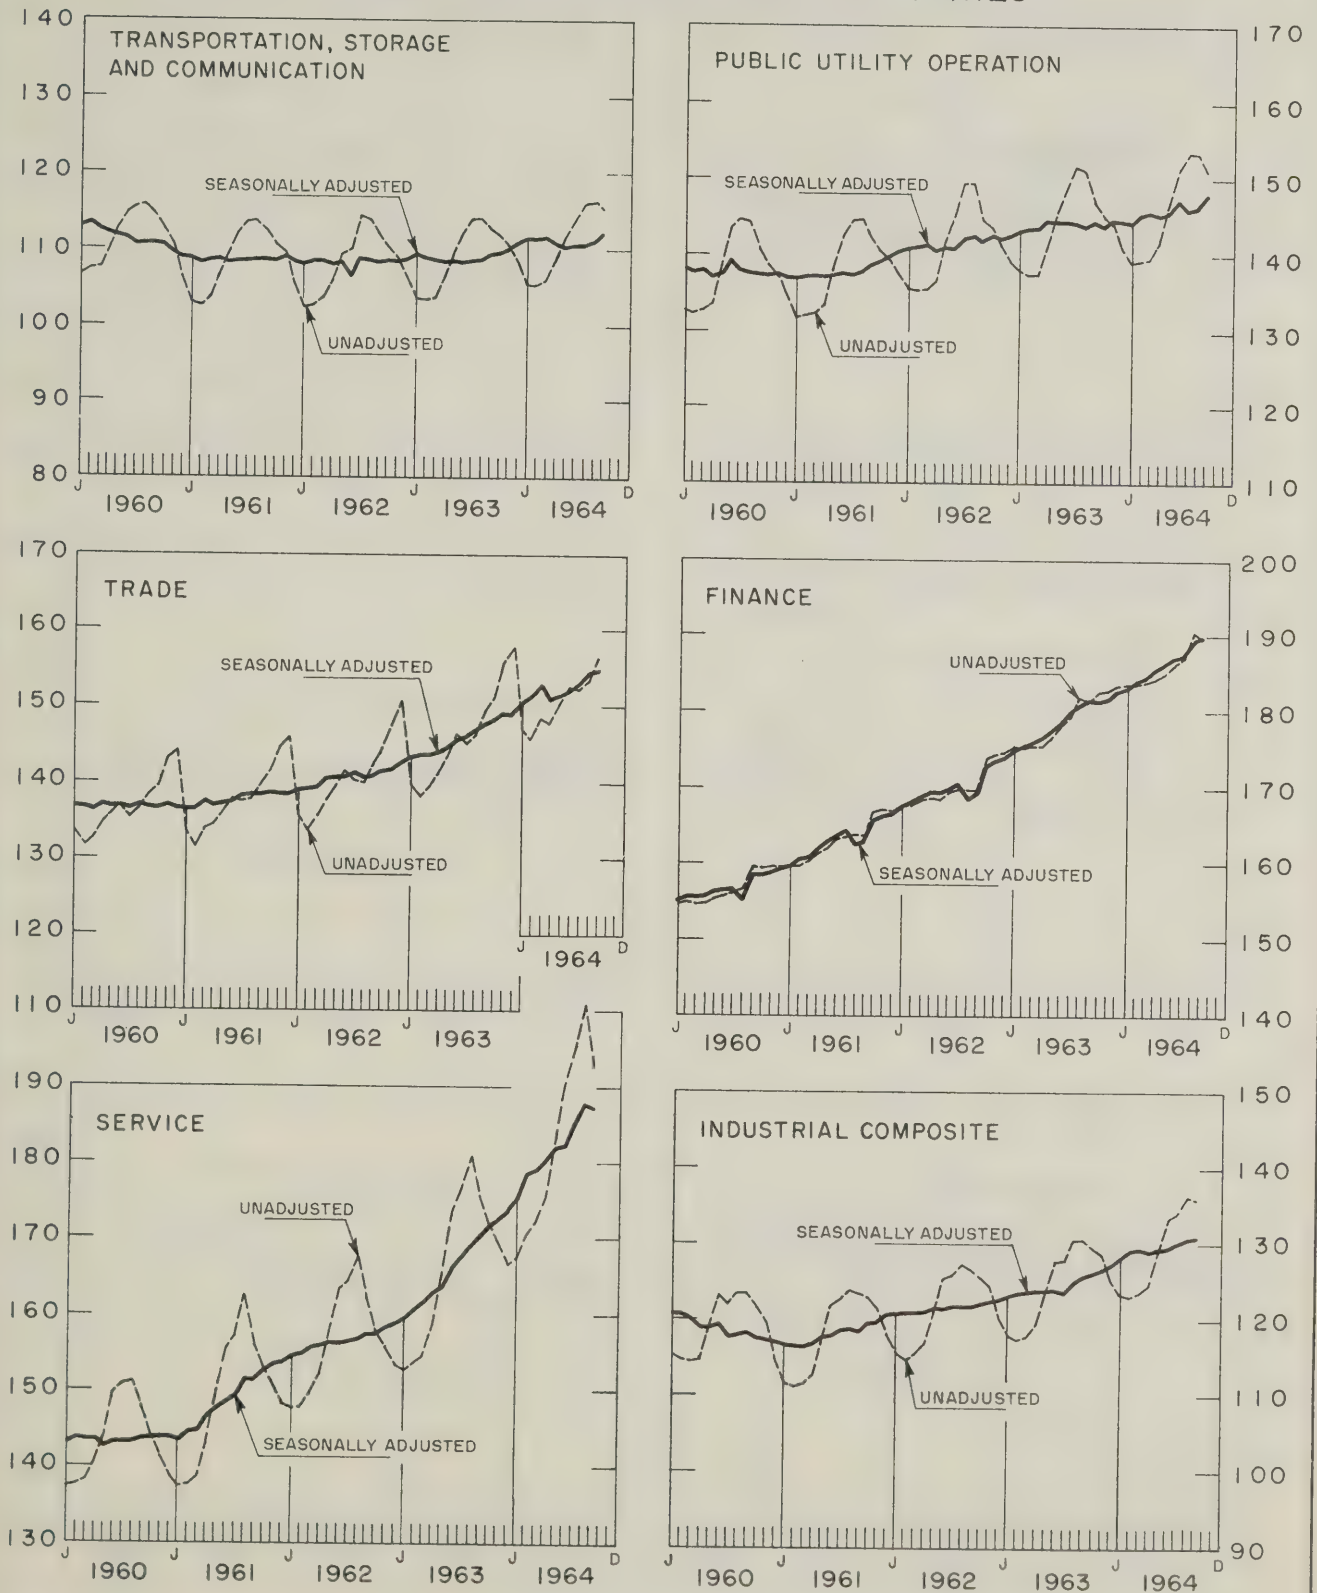 TRANSPORTATION, STORAGE
AND COMMUNICATION
140
130
120
110
100
90
80
SEASONALLY ADJUSTED
UNADJUSTED
J J J J J D
1960 1961 1962 1963 1964
PUBLIC UTILITY OPERATION
170
160
150
140
130
120
110
SEASONALLY ADJUSTED
UNADJUSTED
J J J J J D
1960 1961 1962 1963 1964
TRADE
170
160
150
140
130
120
110
SEASONALLY ADJUSTED
UNADJUSTED
J D
1964
J J J J
1960 1961 1962 1963
FINANCE
200
190
180
170
160
150
140
UNADJUSTED
SEASONALLY ADJUSTED
J J J J J D
1960 1961 1962 1963 1964
SERVICE
190
180
170
160
150
140
130
UNADJUSTED
SEASONALLY ADJUSTED
J J J J J D
1960 1961 1962 1963 1964
INDUSTRIAL COMPOSITE
150
140
130
120
110
100
90
SEASONALLY ADJUSTED
UNADJUSTED
J J J J J D
1960 1961 1962 1963 1964